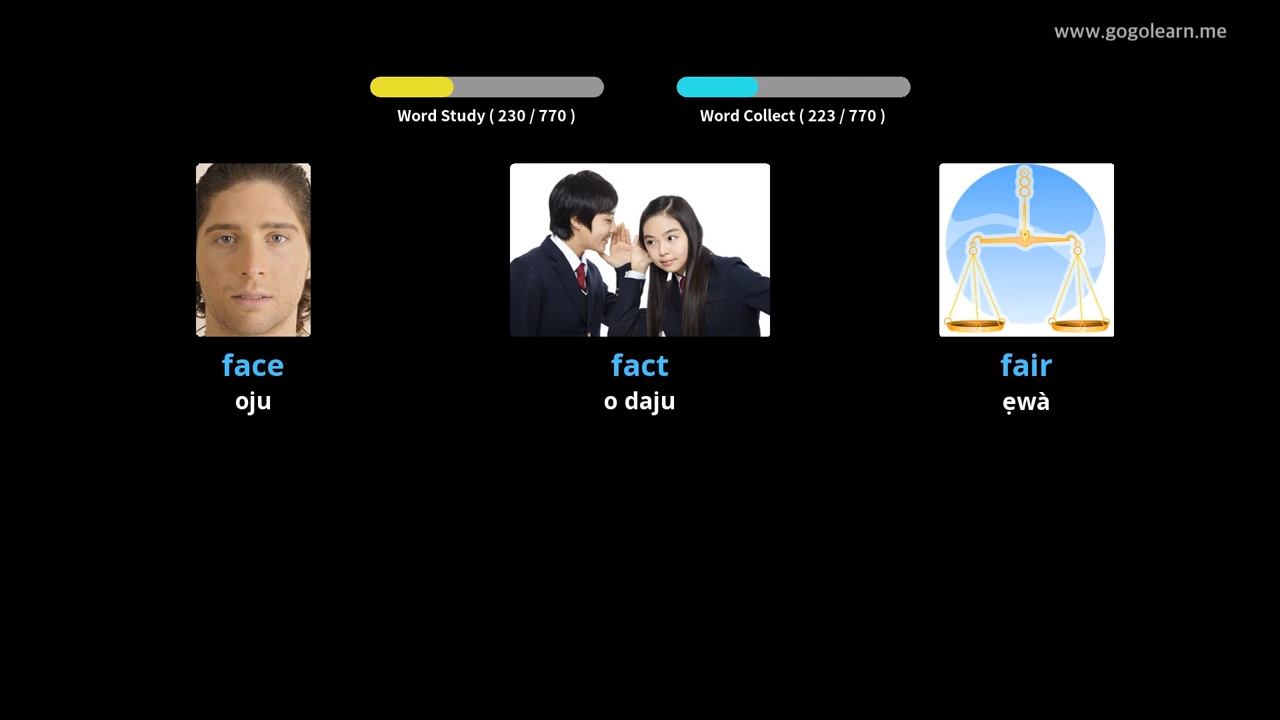 www.gogolearn.me
Word Study ( 230 / 770 )
Word Collect ( 223 / 770 )
face
oju
fact
o daju
fair
ẹwà